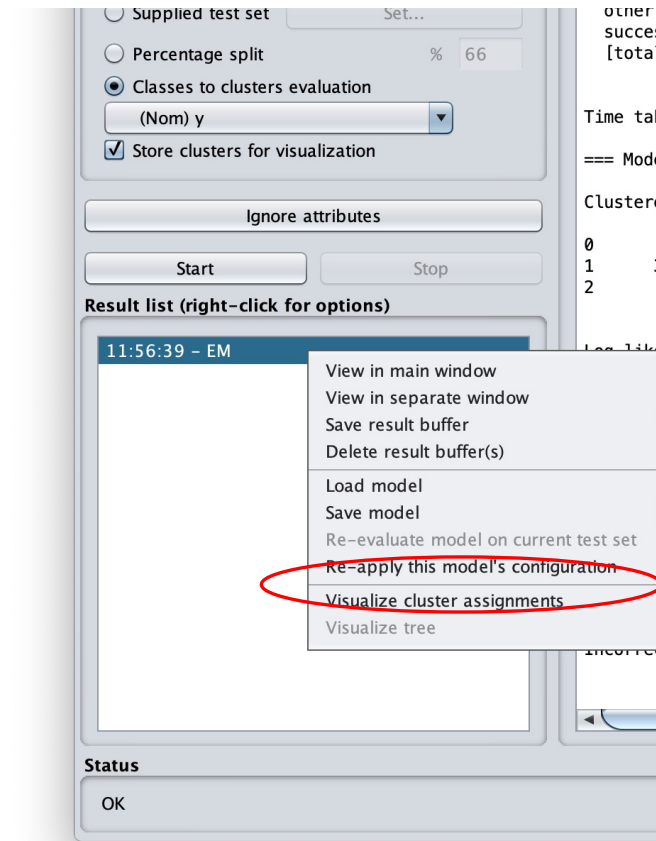 Supplied test set Set...
Percentage split % 66
Classes to clusters evaluation
(Nom) y
Store clusters for visualization
Ignore attributes
Start Stop
Result list (right-click for options)
11:56:39 - EM
View in main window
View in separate window
Save result buffer
Delete result buffer(s)
Load model
Save model
Re-evaluate model on current test set
Re-apply this model's configuration
Visualize cluster assignments
Visualize tree
Status
OK
other
Time
===
0
1
2